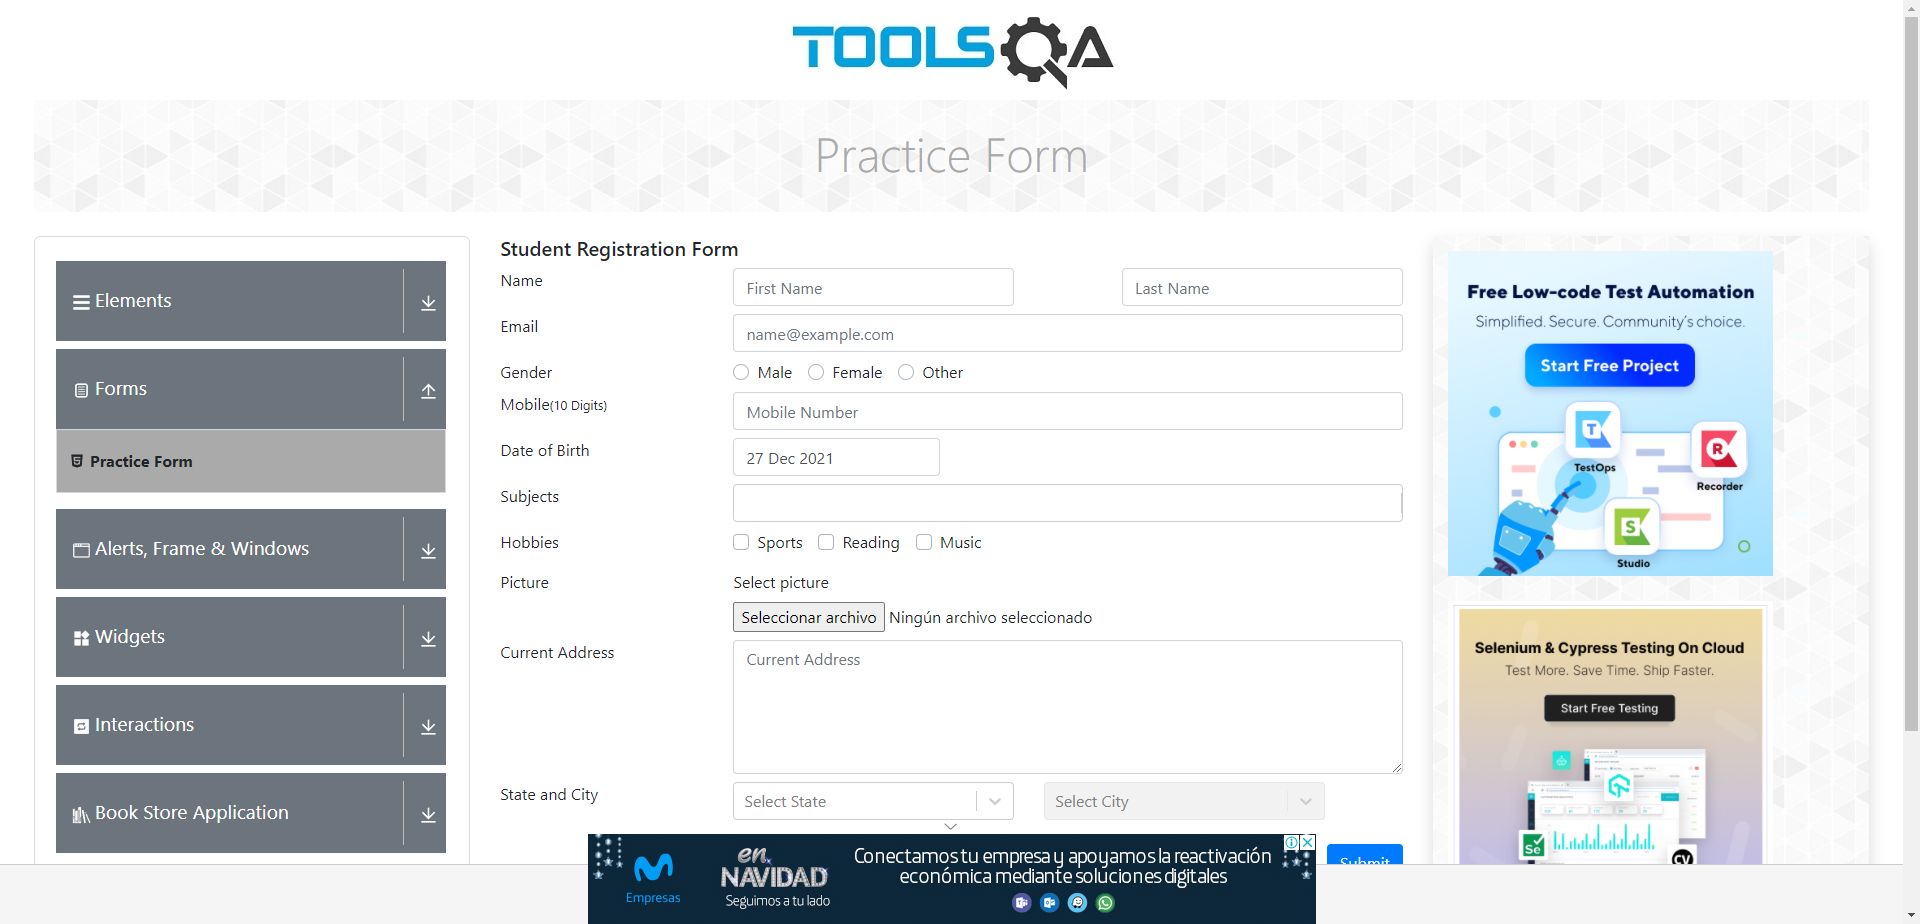 TOOLSQA
Practice Form
Elements
Forms
Practice Form
Alerts, Frame & Windows
Widgets
Interactions
Book Store Application
Student Registration Form
Name
First Name
Last Name
Email
name@example.com
Gender
Male
Female
Other
Mobile(10 Digits)
Mobile Number
Date of Birth
27 Dec 2021
Subjects
Hobbies
Sports
Reading
Music
Picture
Select picture
Seleccionar archivo
Ningún archivo seleccionado
Current Address
Current Address
State and City
Select State
Select City
Submit
Free Low-code Test Automation
Simplified. Secure. Community's choice.
Start Free Project
T
TestOps
R
Recorder
S
Studio
Selenium & Cypress Testing On Cloud
Test More. Save Time. Ship Faster.
Start Free Testing
Se
CV
Empresas
en
NAVIDAD
Seguimos a tu lado
Conectamos tu empresa y apoyamos la reactivación
económica mediante soluciones digitales